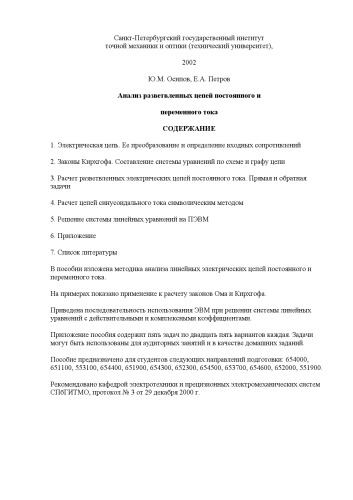 Санкт-Петербургский государственный институт
точной механики и оптики (технический университет),
2002
Ю.М. Осипов, Е.А. Петров
Анализ разветвленных цепей постоянного и
переменного тока
СОДЕРЖАНИЕ
1. Электрическая цепь. Ее преобразование и определение входных сопротивлений
2. Законы Кирхгофа. Составление системы уравнений по схеме и графу цепи
3. Расчет разветвленных электрических цепей постоянного тока. Прямая и обратная
задачи
4. Расчет цепей синусоидального тока символическим методом
5. Решение системы линейных уравнений на ПЭВМ
6. Приложение
7. Список литературы
В пособии изложена методика анализа линейных электрических цепей постоянного и
переменного тока.
На примерах показано применение к расчету законов Ома и Кирхгофа.
Приведена последовательность использования ЭВМ при решении системы линейных
уравнений с действительными и комплексными коэффициентами.
Приложение пособия содержит пять задач по двадцать пять вариантов каждая. Задачи
могут быть использованы для аудиторных занятий и в качестве домашних заданий.
Пособие предназначено для студентов следующих направлений подготовки: 654000,
651100, 553100, 654400, 651900, 654300, 652300, 654500, 653700, 654600, 652000, 551900.
Рекомендовано кафедрой электротехники и прецизионных электромеханических систем
СПбГИТМО, протокол № 3 от 29 декабря 2000 г.